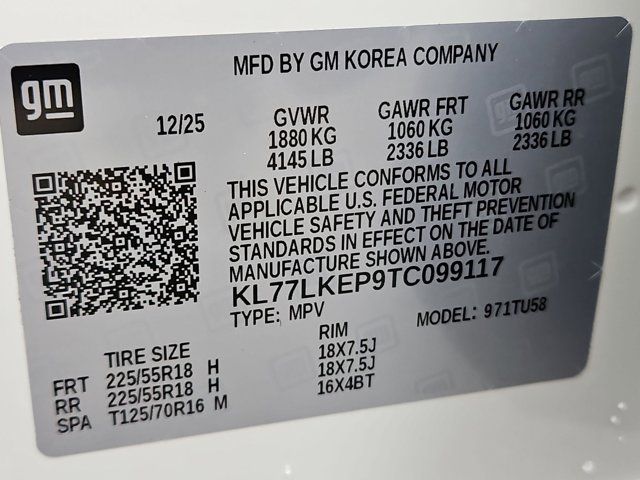 gm
MFD BY GM KOREA COMPANY
12/25
GVWR GAWR FRT GAWR RR
1880 KG 1060 KG 1060 KG
4145 LB 2336 LB 2336 LB
THIS VEHICLE CONFORMS TO ALL
APPLICABLE U.S. FEDERAL MOTOR
VEHICLE SAFETY AND THEFT PREVENTION
STANDARDS IN EFFECT ON THE DATE OF
MANUFACTURE SHOWN ABOVE.
KL77LKEP9TC099117
TYPE: MPV MODEL: 971TU58
TIRE SIZE RIM
FRT 225/55R18 H 18X7.5J
RR 225/55R18 H 18X7.5J
SPA T125/70R16 M 16X4BT